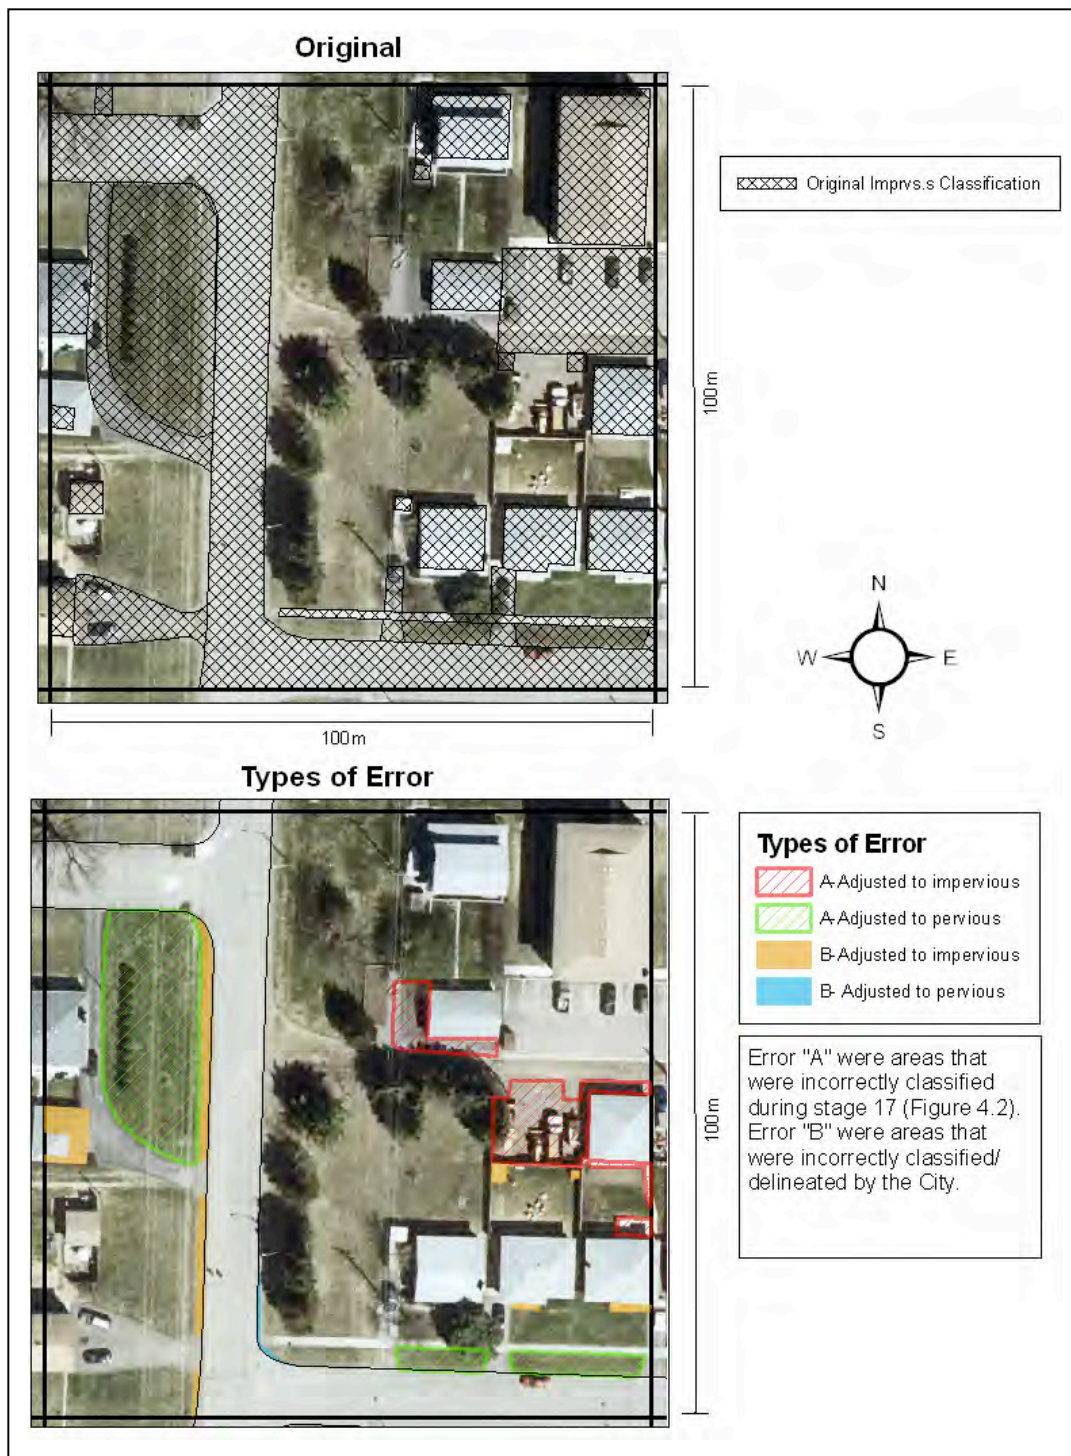 Original
Original Imprvs.s Classification
100m
N
W
E
S
100m
Types of Error
Types of Error
A-Adjusted to impervious
A-Adjusted to pervious
B-Adjusted to impervious
B- Adjusted to pervious
Error "A" were areas that
were incorrectly classified
during stage 17 (Figure 4.2).
Error "B" were areas that
were incorrectly classified/
delineated by the City.
100m